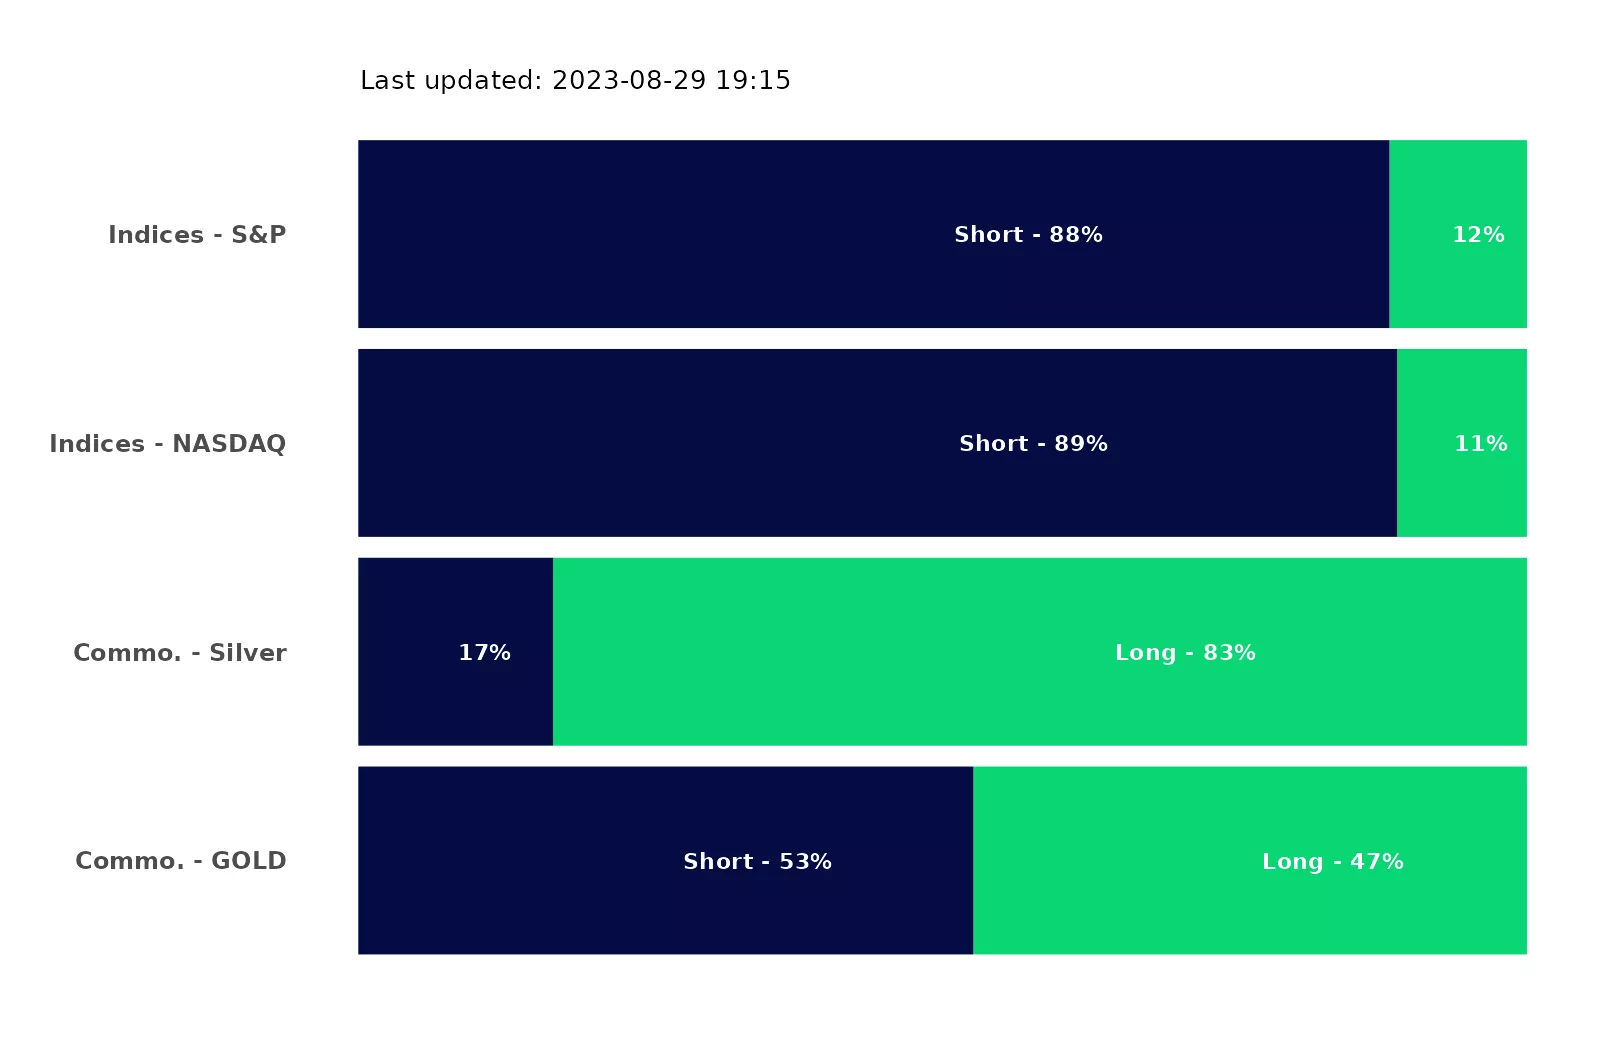 Last updated: 2023-08-29 19:15
Indices - S&P Short - 88% 12%
Indices - NASDAQ Short - 89% 11%
Commo. - Silver 17% Long - 83%
Commo. - GOLD Short - 53% Long - 47%